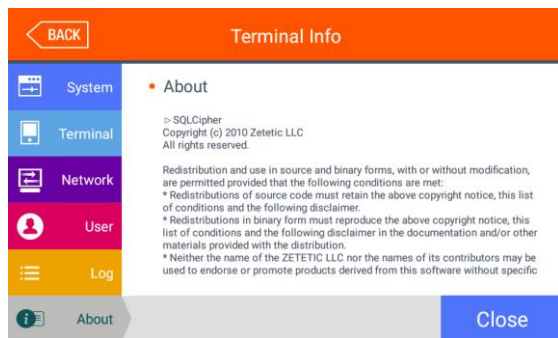 BACK
Terminal Info
System
Terminal
Network
User
Log
About
• About
▷ SQLCipher
Copyright (c) 2010 Zetetic LLC
All rights reserved.
Redistribution and use in source and binary forms, with or without modification,
are permitted provided that the following conditions are met:
* Redistributions of source code must retain the above copyright notice, this list
of conditions and the following disclaimer.
* Redistributions in binary form must reproduce the above copyright notice, this
list of conditions and the following disclaimer in the documentation and/or other
materials provided with the distribution.
* Neither the name of the ZETETIC LLC nor the names of its contributors may be
used to endorse or promote products derived from this software without specific
Close